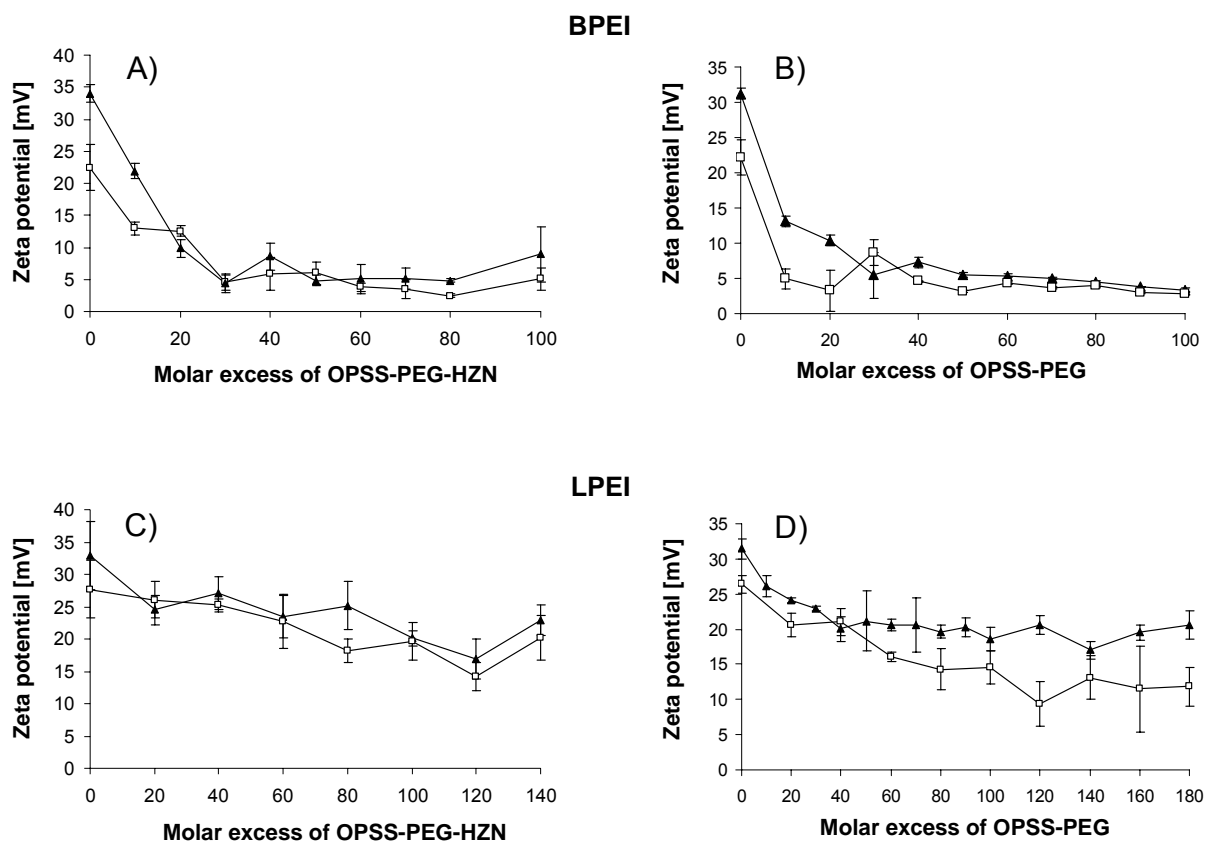 BPEI
A)
Zeta potential [mV]
40
35
30
25
20
15
10
5
0
0 20 40 60 80 100
Molar excess of OPSS-PEG-HZN
B)
Zeta potential [mV]
35
30
25
20
15
10
5
0
0 20 40 60 80 100
Molar excess of OPSS-PEG
LPEI
C)
Zeta potential [mV]
40
35
30
25
20
15
10
5
0
0 20 40 60 80 100 120 140
Molar excess of OPSS-PEG-HZN
D)
Zeta potential [mV]
35
30
25
20
15
10
5
0
0 20 40 60 80 100 120 140 160 180
Molar excess of OPSS-PEG